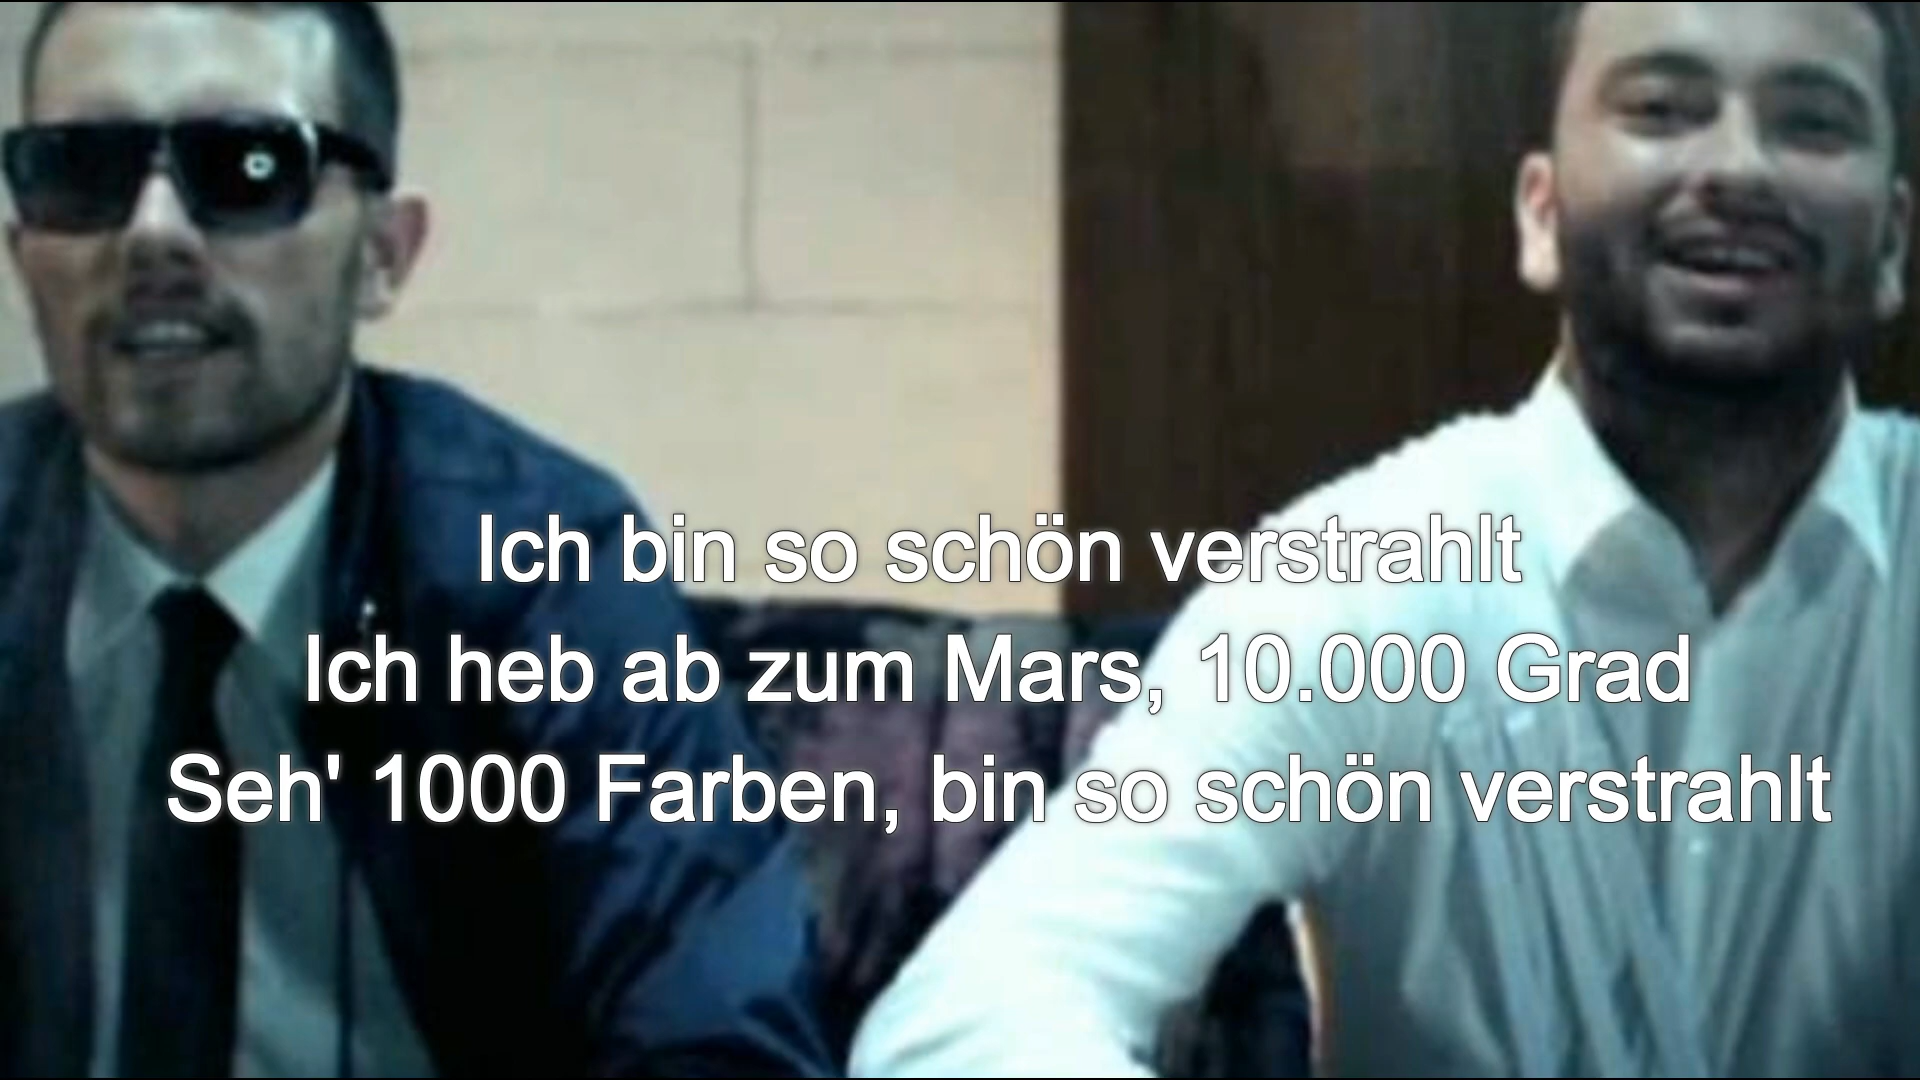 Ich bin so schön verstrahlt
Ich heb ab zum Mars, 10.000 Grad
Seh' 1000 Farben, bin so schön verstrahlt